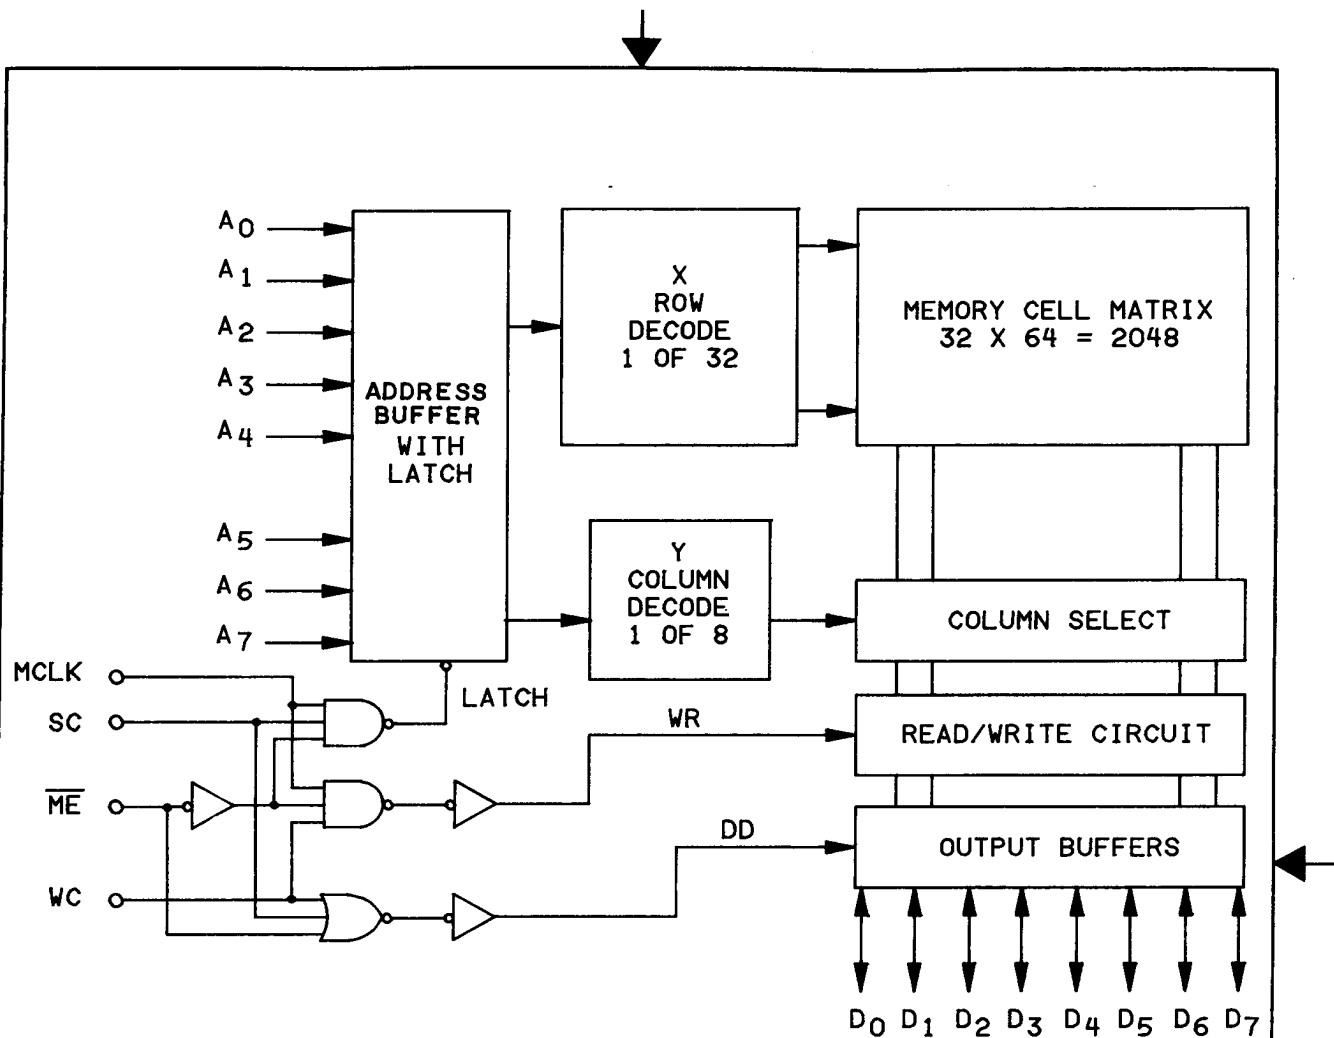 A0
A1
A2
A3
A4
A5
A6
A7
ADDRESS
BUFFER
WITH
LATCH
X
ROW
DECODE
1 OF 32
MEMORY CELL MATRIX
32 X 64 = 2048
Y
COLUMN
DECODE
1 OF 8
COLUMN SELECT
MCLK
SC
ME
WC
LATCH
WR
READ/WRITE CIRCUIT
DD
OUTPUT BUFFERS
D0 D1 D2 D3 D4 D5 D6 D7